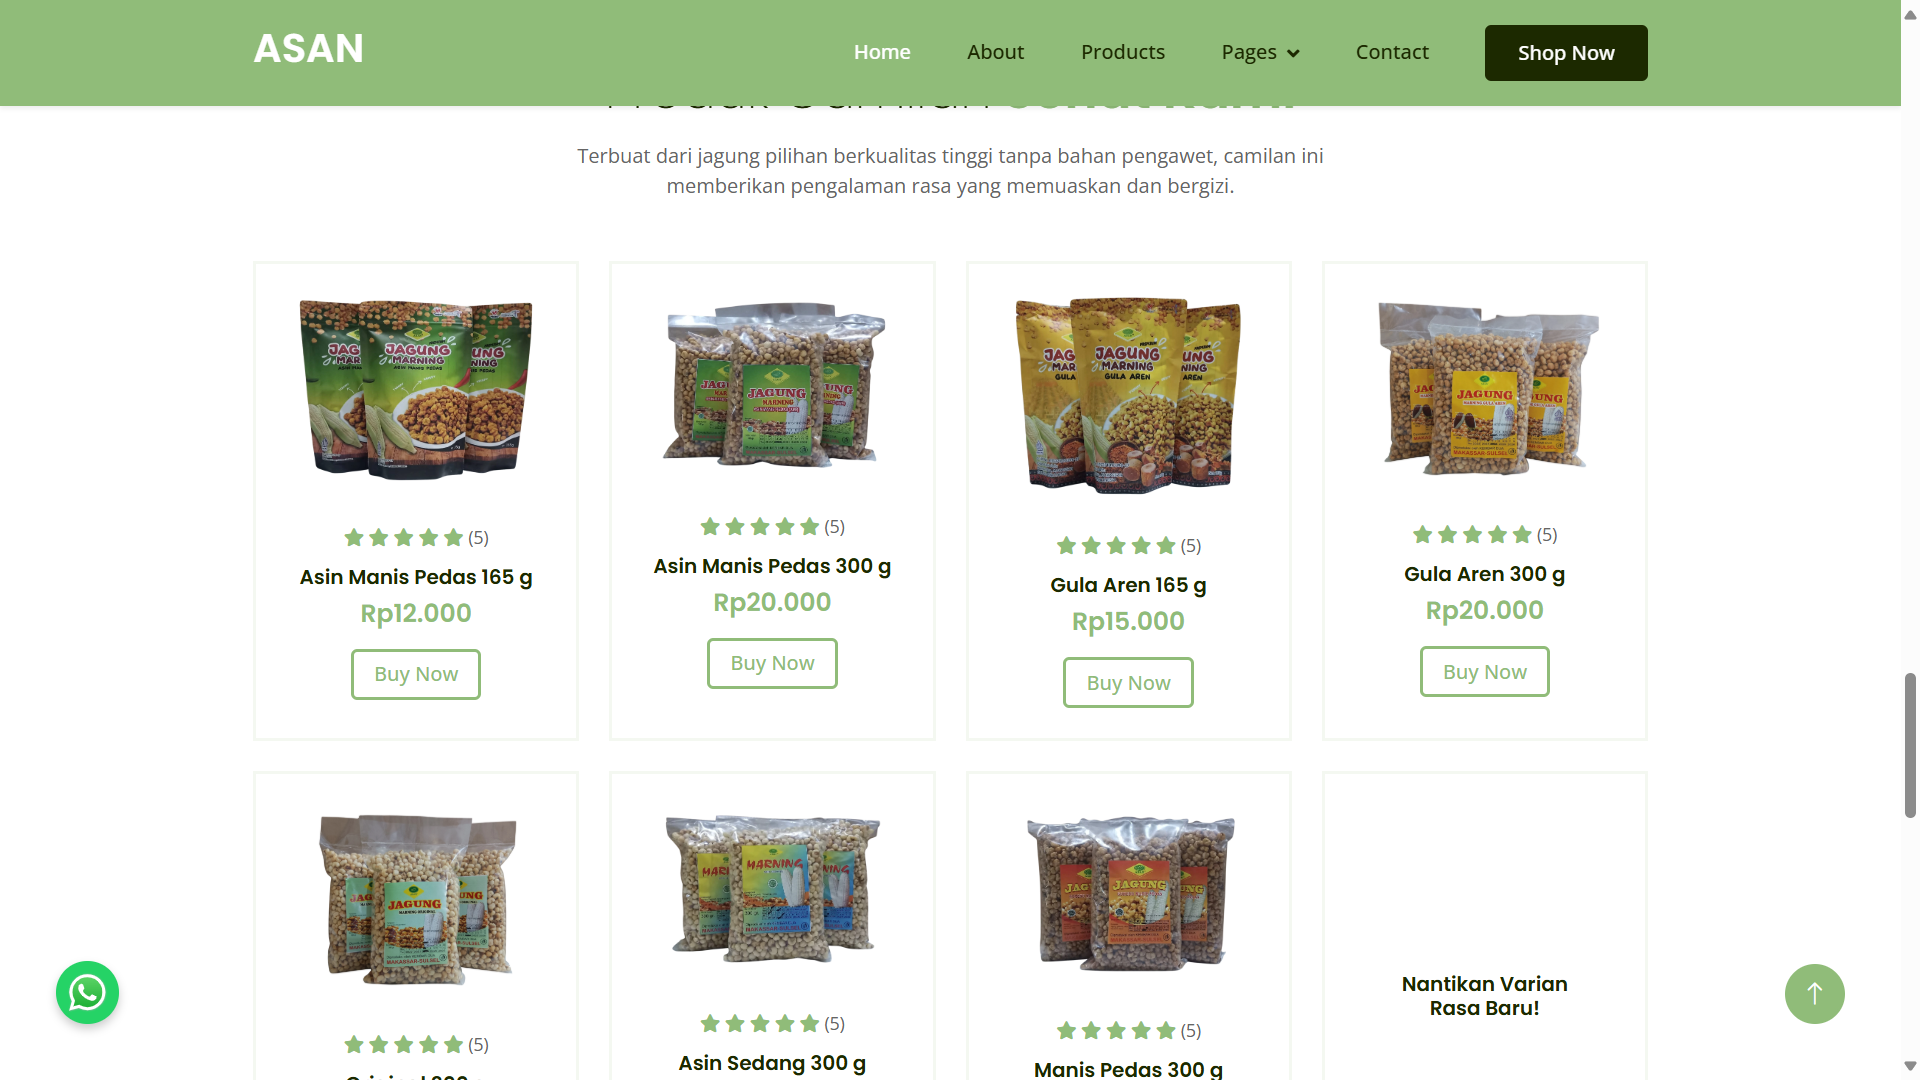 ASAN
Home
About
Products
Pages
Contact
Shop Now
Terbuat dari jagung pilihan berkualitas tinggi tanpa bahan pengawet, camilan ini
memberikan pengalaman rasa yang memuaskan dan bergizi.
JAGUNG
MARNING
ASIN MANIS PEDAS
JAGUNG
MARNING
JAGUNG
MARNING
GULA AREN
JAGUNG
(5)
Asin Manis Pedas 165 g
Rp12.000
Buy Now
(5)
Asin Manis Pedas 300 g
Rp20.000
Buy Now
(5)
Gula Aren 165 g
Rp15.000
Buy Now
(5)
Gula Aren 300 g
Rp20.000
Buy Now
JAGUNG
MARNING
JAGUNG
(5)
(5)
Asin Sedang 300 g
(5)
Manis Pedas 300 g
Nantikan Varian
Rasa Baru!